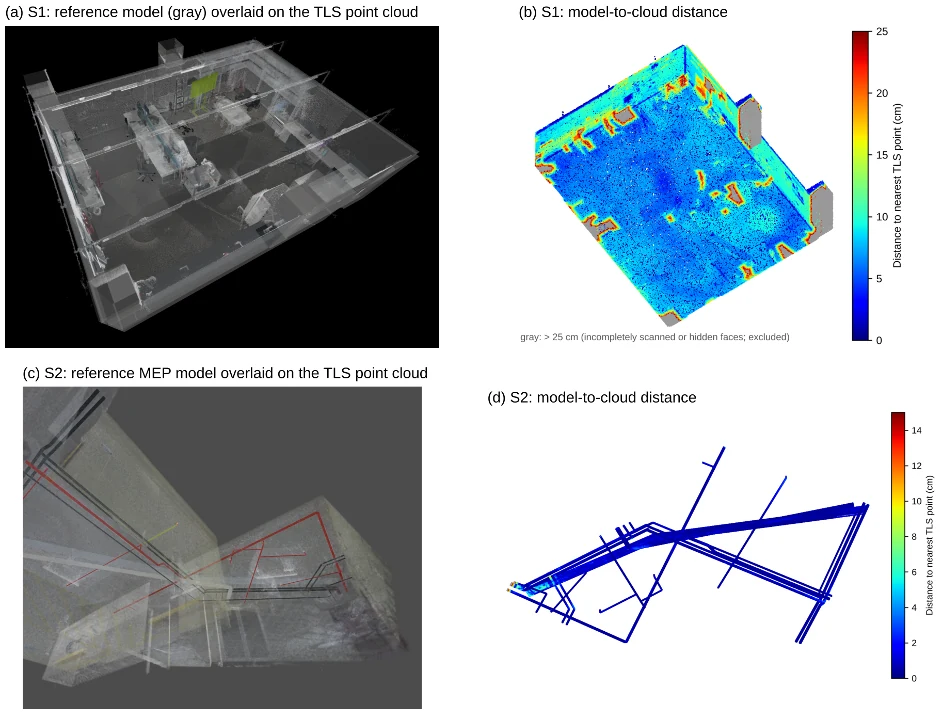 (a) S1: reference model (gray) overlaid on the TLS point cloud
(b) S1: model-to-cloud distance
25
20
15
10
5
0
Distance to nearest TLS point (cm)
gray: > 25 cm (incompletely scanned or hidden faces; excluded)
(c) S2: reference MEP model overlaid on the TLS point cloud
(d) S2: model-to-cloud distance
14
12
10
8
6
4
2
0
Distance to nearest TLS point (cm)